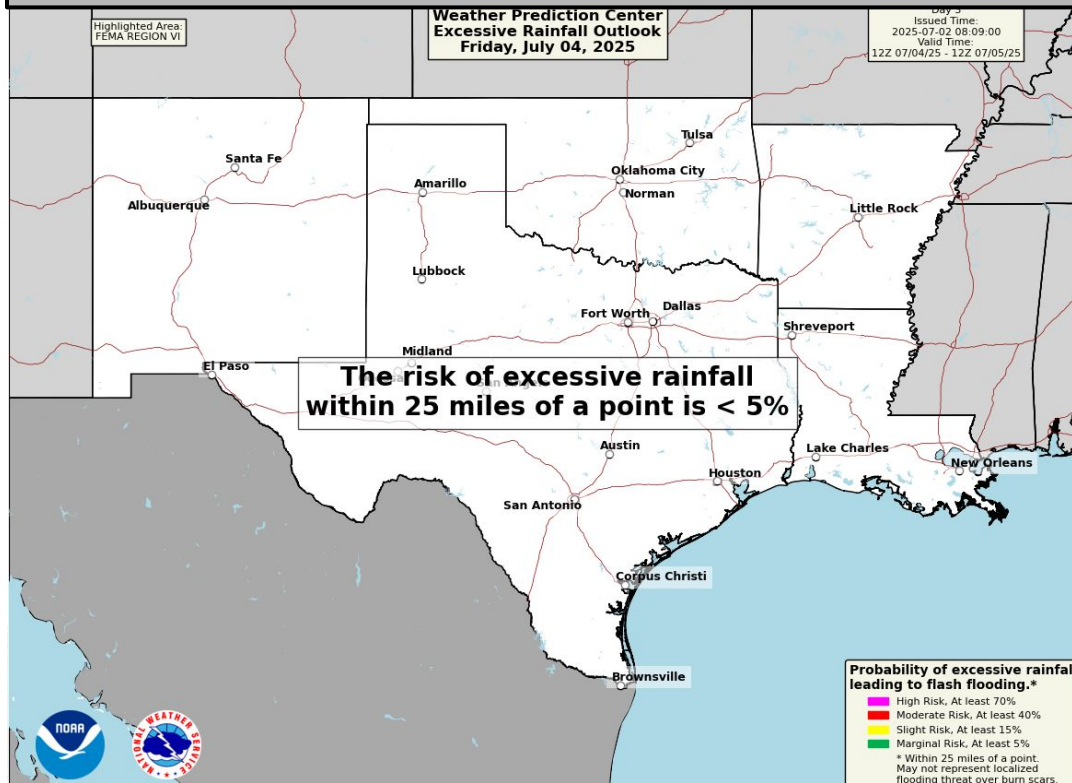 Weather Prediction Center
Excessive Rainfall Outlook
Friday, July 04, 2025
Highlighted Area:
FEMA REGION VI
Issued Time:
2025-07-02 08:09:00
Valid Time:
12Z 07/04/25 - 12Z 07/05/25
Tulsa
Santa Fe
Oklahoma City
Amarillo
Norman
Albuquerque
Little Rock
Lubbock
Dallas
Fort Worth
Shreveport
Midland
El Paso
The risk of excessive rainfall
within 25 miles of a point is < 5%
Austin
Lake Charles
New Orleans
Houston
San Antonio
Corpus Christi
Brownsville
Probability of excessive rainfall
leading to flash flooding.*
High Risk, At least 70%
Moderate Risk, At least 40%
Slight Risk, At least 15%
Marginal Risk, At least 5%
* Within 25 miles of a point.
May not represent localized
flooding threat over burn scars.
NOAA
NATIONAL WEATHER SERVICE